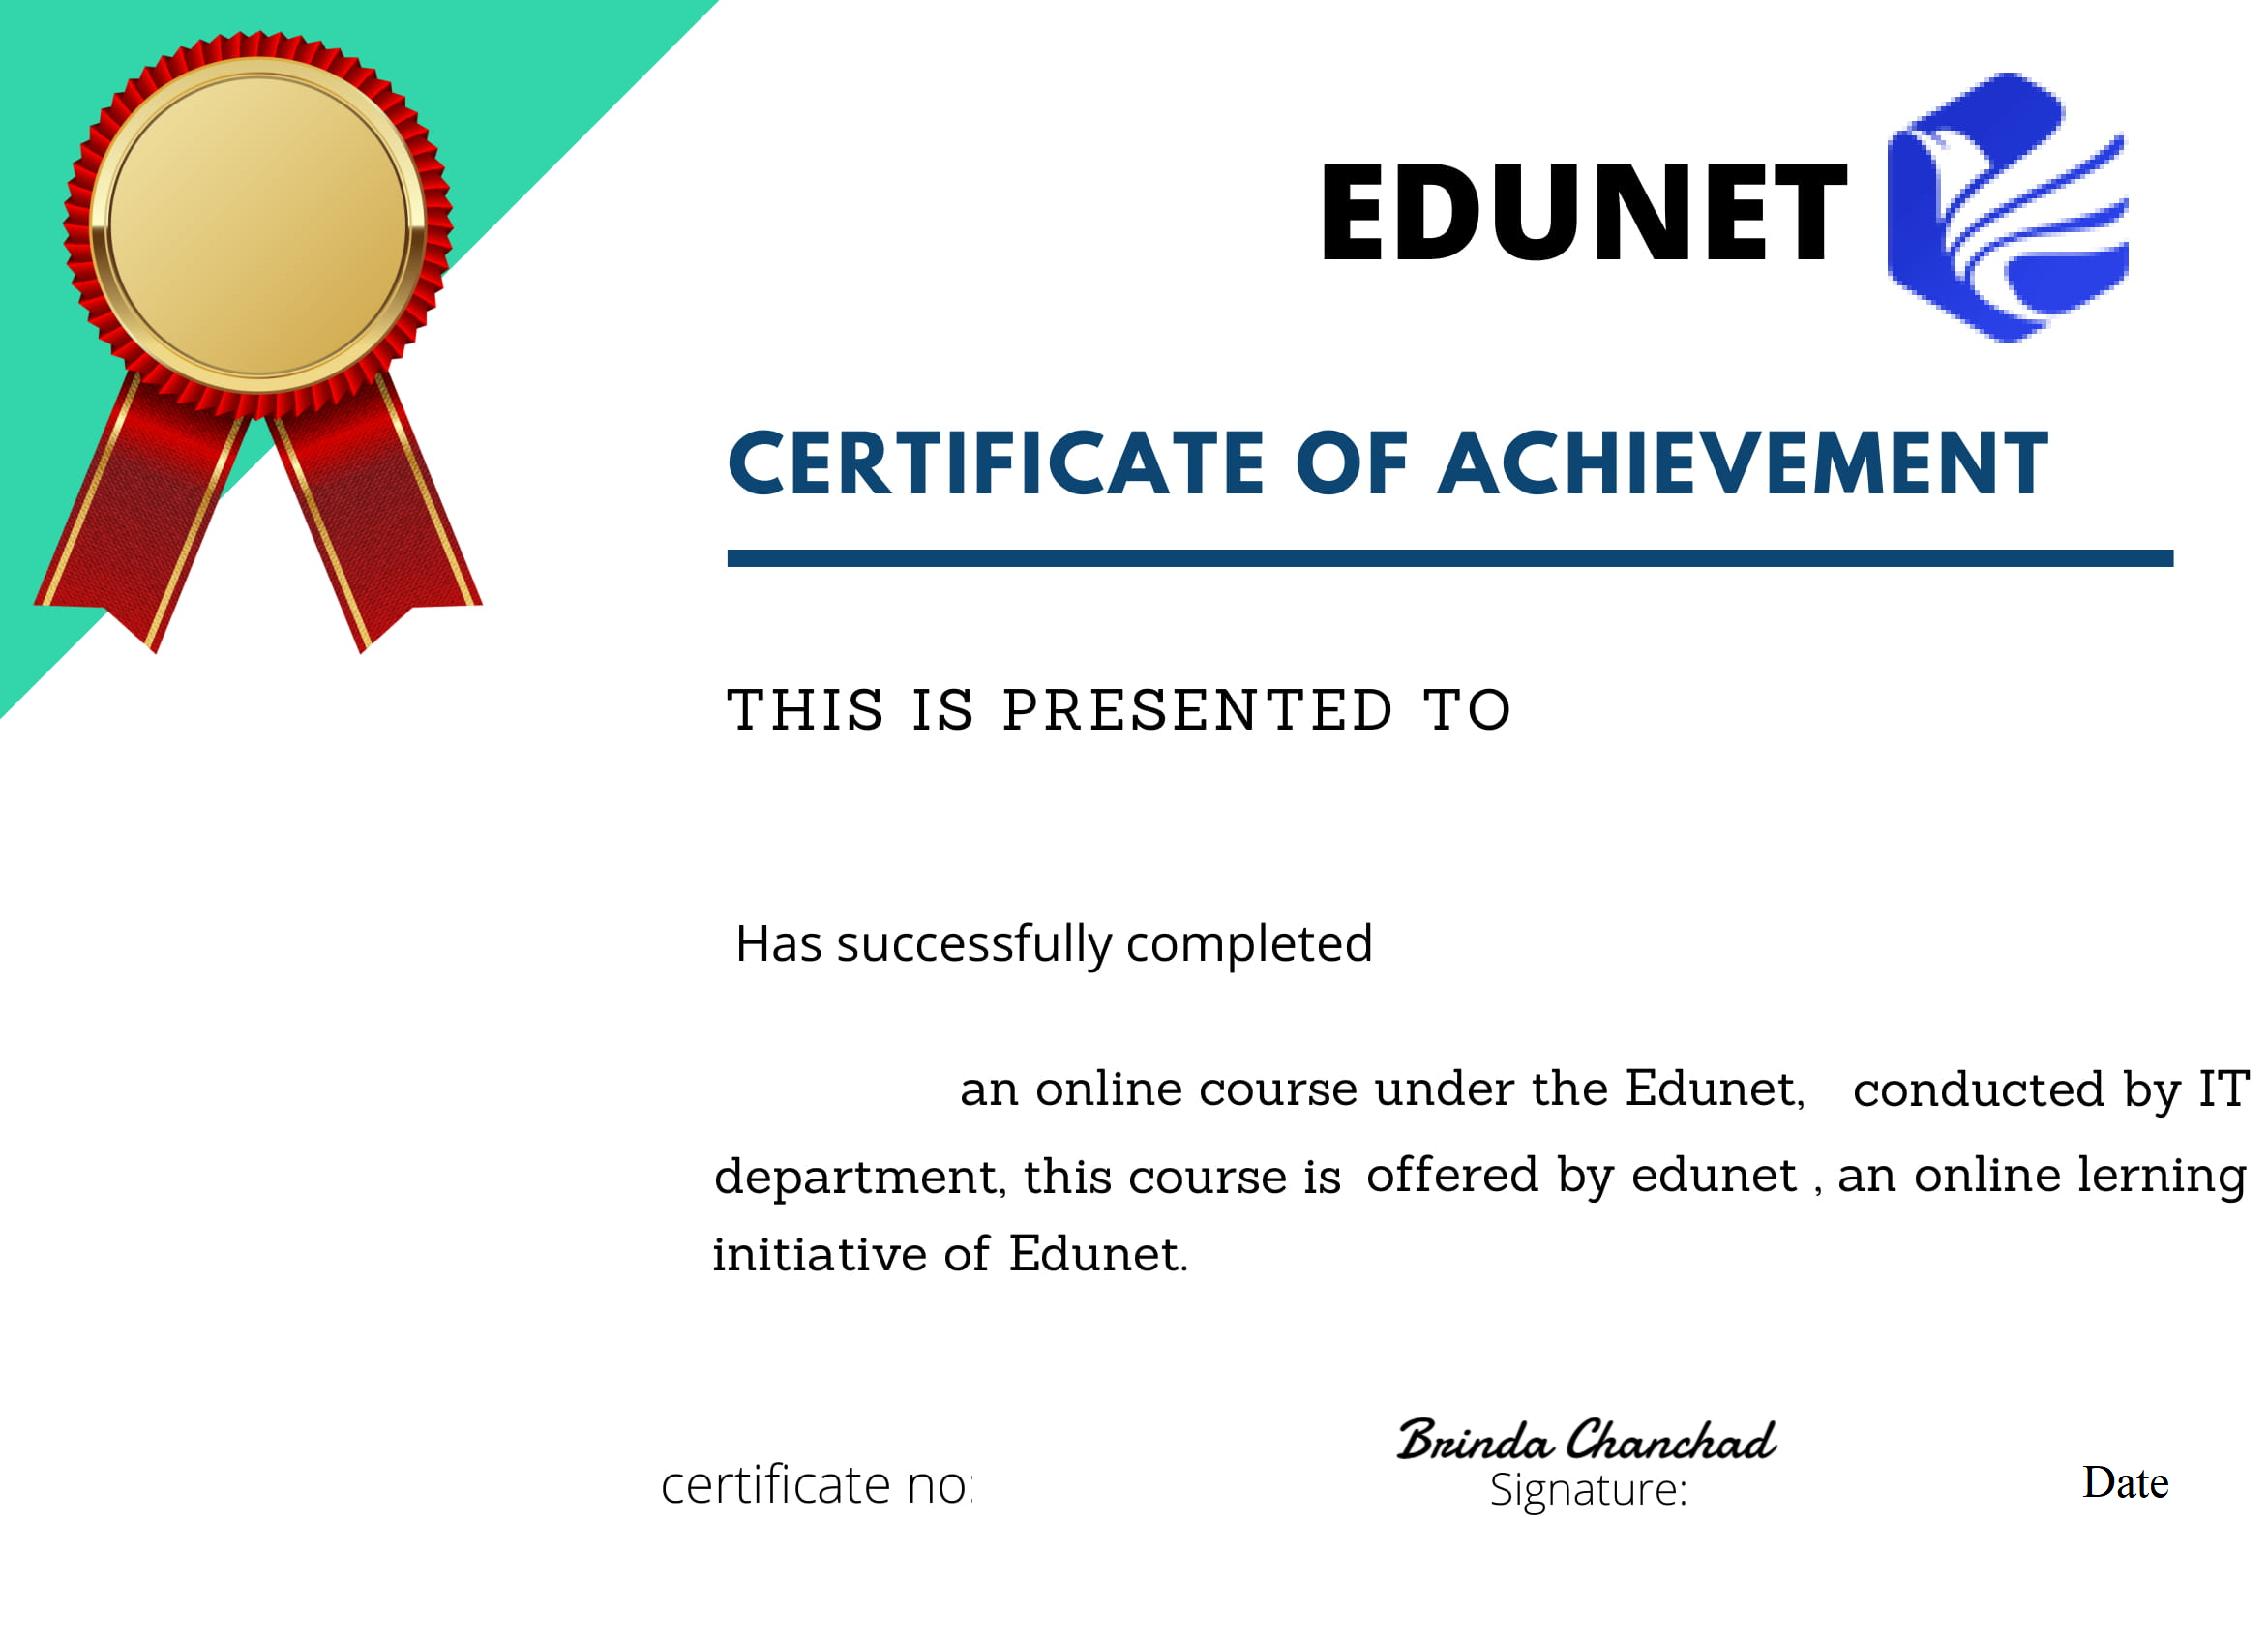 EDUNET
CERTIFICATE OF ACHIEVEMENT
THIS IS PRESENTED TO
Has successfully completed
an online course under the Edunet, conducted by IT
department, this course is offered by edunet , an online lerning
initiative of Edunet.
Brinda Chanchad
certificate no: Signature: Date